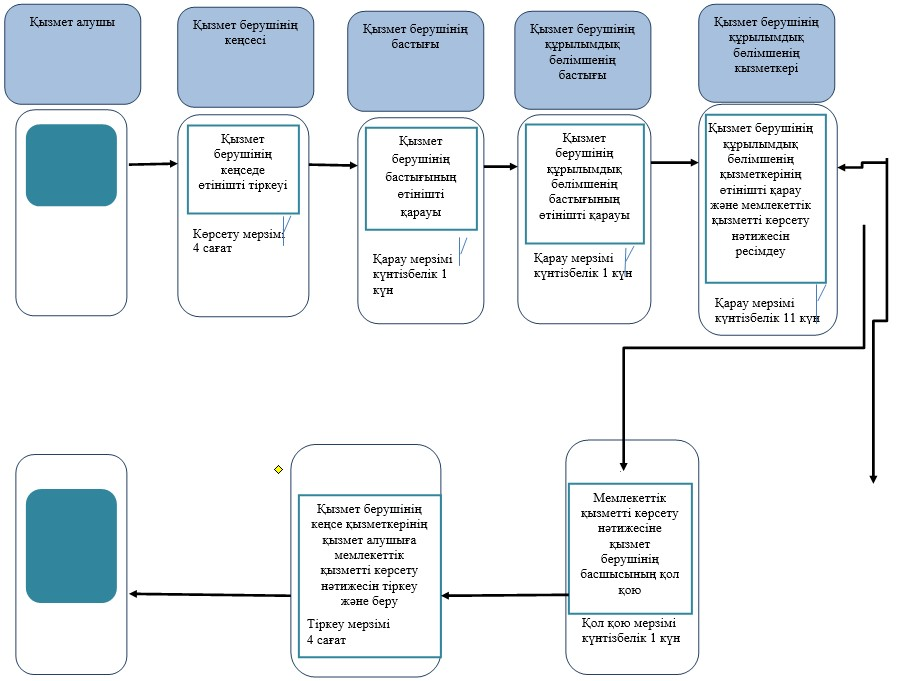 Қызмет алушы
Қызмет берушінің
кеңсесі
Қызмет берушінің
бастығы
Қызмет берушінің
құрылымдық
бөлімшенің
бастығы
Қызмет берушінің
құрылымдық
бөлімшенің
кызметкері
Қызмет
берушінің
кеңседе
өтінішті тіркеуі
Көрсету мерзімі
4 сағат
Қызмет
берушінің
бастығының
өтінішті
қарауы
Қарау мерзімі
күнтізбелік 1
күн
Қызмет
берушінің
құрылымдық
бөлімшенің
бастығының
өтінішті қарауы
Қарау мерзімі
күнтізбелік 1 күн
Қызмет берушінің
құрылымдық
бөлімшенің
қызметкерінің
өтінішті қарау
және мемлекеттік
қызметті көрсету
нәтижесін
ресімдеу
Қарау мерзімі
күнтізбелік 11 күн
Қызмет берушінің
кеңсе қызметкерінің
қызмет алушыға
мемлекеттік
қызметті көрсету
нәтижесін тіркеу
және беру
Тіркеу мерзімі
4 сағат
Мемлекеттік
қызметті көрсету
нәтижесіне
қызмет
берушінің
басшысының қол
қою
Қол қою мерзімі
күнтізбелік 1 күн